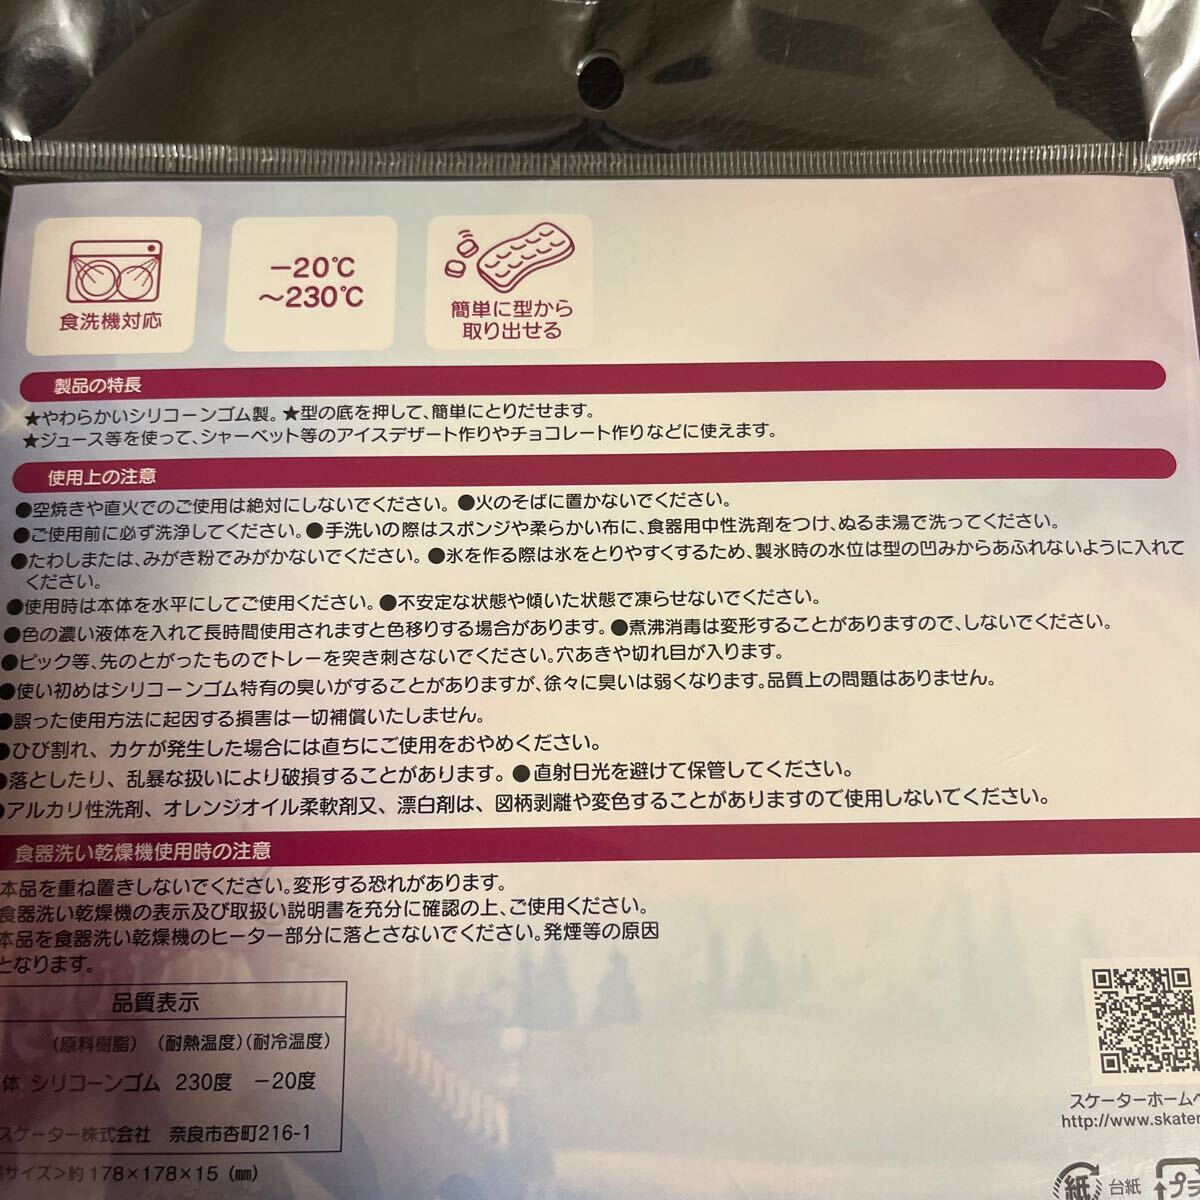 食洗機対応
−20℃
～230℃
簡単に型から
取り出せる
製品の特長
★やわらかいシリコーンゴム製。★型の底を押して、簡単にとりだせます。
★ジュース等を使って、シャーベット等のアイスデザート作りやチョコレート作りなどに使えます。
使用上の注意
●空焼きや直火でのご使用は絶対にしないでください。●火のそばに置かないでください。
●ご使用前に必ず洗浄してください。●手洗いの際はスポンジや柔らかい布に、食器用中性洗剤をつけ、ぬるま湯で洗ってください。
●たわしまたは、みがき粉でみがかないでください。●氷を作る際は氷をとりやすくするため、製氷時の水位は型の凹みからあふれないように入れて
ください。
●使用時は本体を水平にしてご使用ください。●不安定な状態や傾いた状態で凍らせないでください。
●色の濃い液体を入れて長時間使用されますと色移りする場合があります。●煮沸消毒は変形することがありますので、しないでください。
●ピック等、先のとがったものでトレーを突き刺さないでください。穴あきや切れ目が入ります。
●使い初めはシリコーンゴム特有の臭いがすることがありますが、徐々に臭いは弱くなります。品質上の問題はありません。
●誤った使用方法に起因する損害は一切補償いたしません。
●ひび割れ、カケが発生した場合には直ちにご使用をおやめください。
●落としたり、乱暴な扱いにより破損することがあります。●直射日光を避けて保管してください。
●アルカリ性洗剤、オレンジオイル柔軟剤又、漂白剤は、図柄剥離や変色することがありますので使用しないでください。
食器洗い乾燥機使用時の注意
本品を重ね置きしないでください。変形する恐れがあります。
食器洗い乾燥機の表示及び取扱い説明書を充分に確認の上、ご使用ください。
本品を食器洗い乾燥機のヒーター部分に落とさないでください。発煙等の原因
となります。
品質表示
(原料樹脂) (耐熱温度)(耐冷温度)
体 シリコーンゴム 230度 −20度
スケーター株式会社 奈良市杏町216-1
サイズ>約178×178×15(㎜)
スケーターホーム
http://www.skater
紙 台紙 プラ